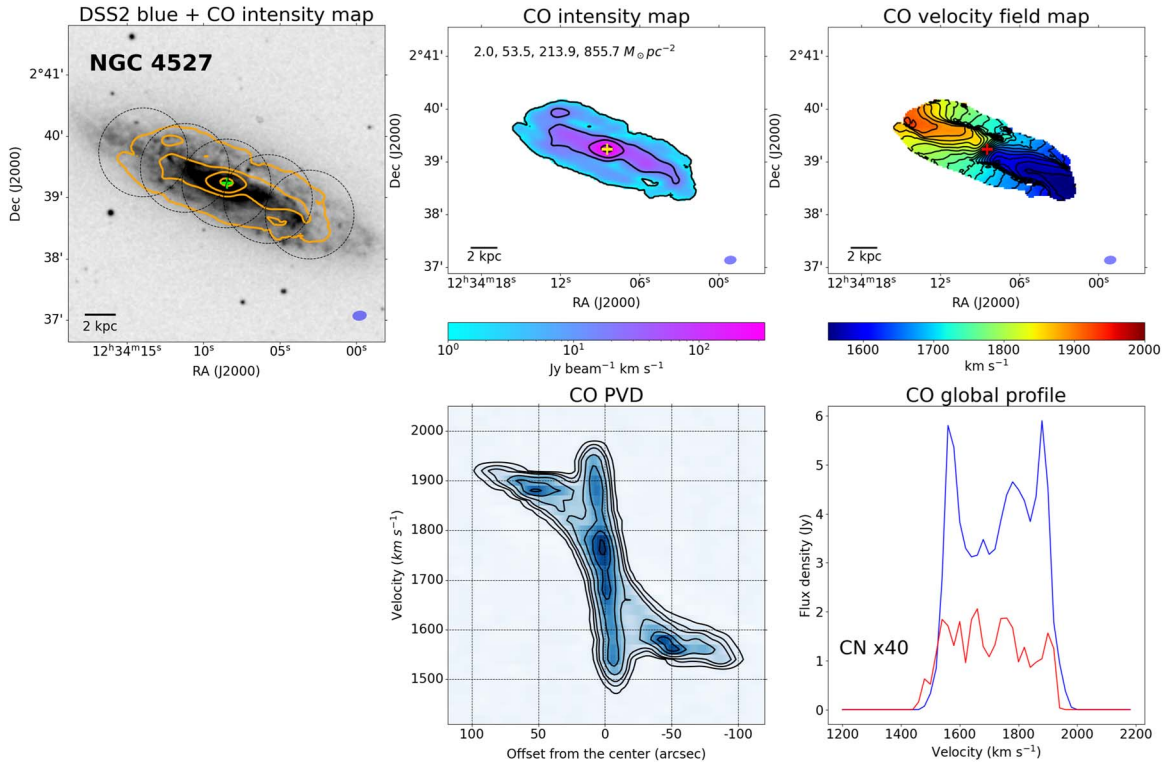 DSS2 blue + CO intensity map
NGC 4527
2°41'
40'
39'
38'
37'
Dec (J2000)
2 kpc
12ʰ34ᵐ15ˢ
10ˢ
05ˢ
00ˢ
RA (J2000)
CO intensity map
2.0, 53.5, 213.9, 855.7 M⊙pc⁻²
2°41'
40'
39'
38'
37'
Dec (J2000)
2 kpc
12ʰ34ᵐ18ˢ
12ˢ
06ˢ
00ˢ
RA (J2000)
10⁰
10¹
10²
Jy beam⁻¹ km s⁻¹
CO velocity field map
2°41'
40'
39'
38'
37'
Dec (J2000)
2 kpc
12ʰ34ᵐ18ˢ
12ˢ
06ˢ
00ˢ
RA (J2000)
1600
1700
1800
1900
2000
km s⁻¹
CO PVD
2000
1900
1800
1700
1600
1500
Velocity (km s⁻¹)
100
50
0
-50
-100
Offset from the center (arcsec)
CO global profile
6
5
4
3
2
1
0
Flux density (Jy)
CN x40
1200
1400
1600
1800
2000
2200
Velocity (km s⁻¹)